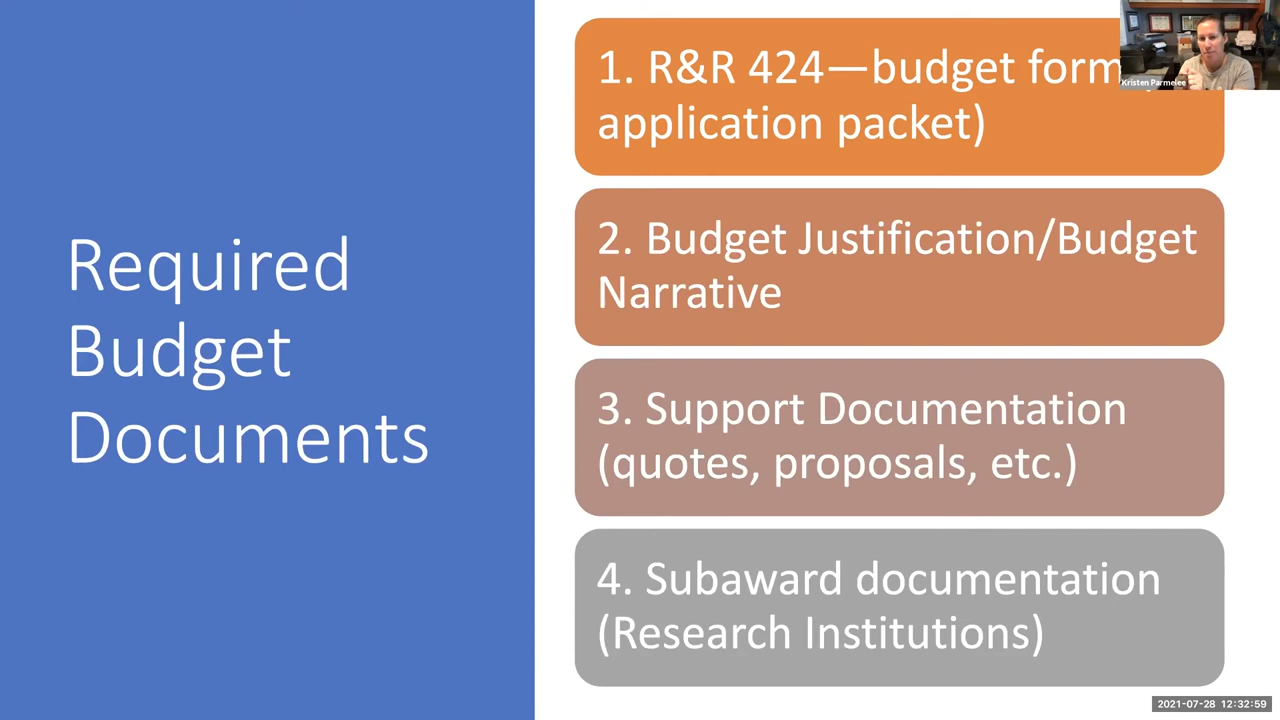 Required
Budget
Documents
1. R&R 424—budget form
application packet)
2. Budget Justification/Budget
Narrative
3. Support Documentation
(quotes, proposals, etc.)
4. Subaward documentation
(Research Institutions)
Kristen Parmelee
2021-07-28 12:32:59